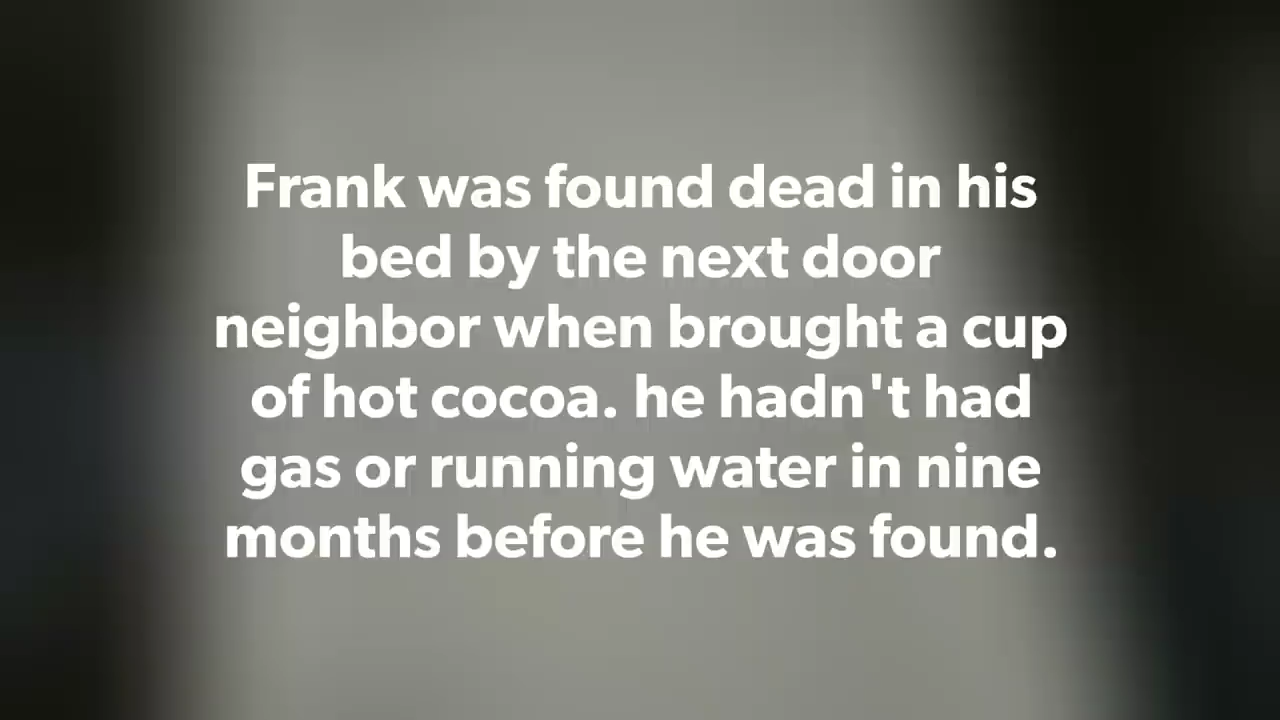 Frank was found dead in his
bed by the next door
neighbor when brought a cup
of hot cocoa. he hadn't had
gas or running water in nine
months before he was found.